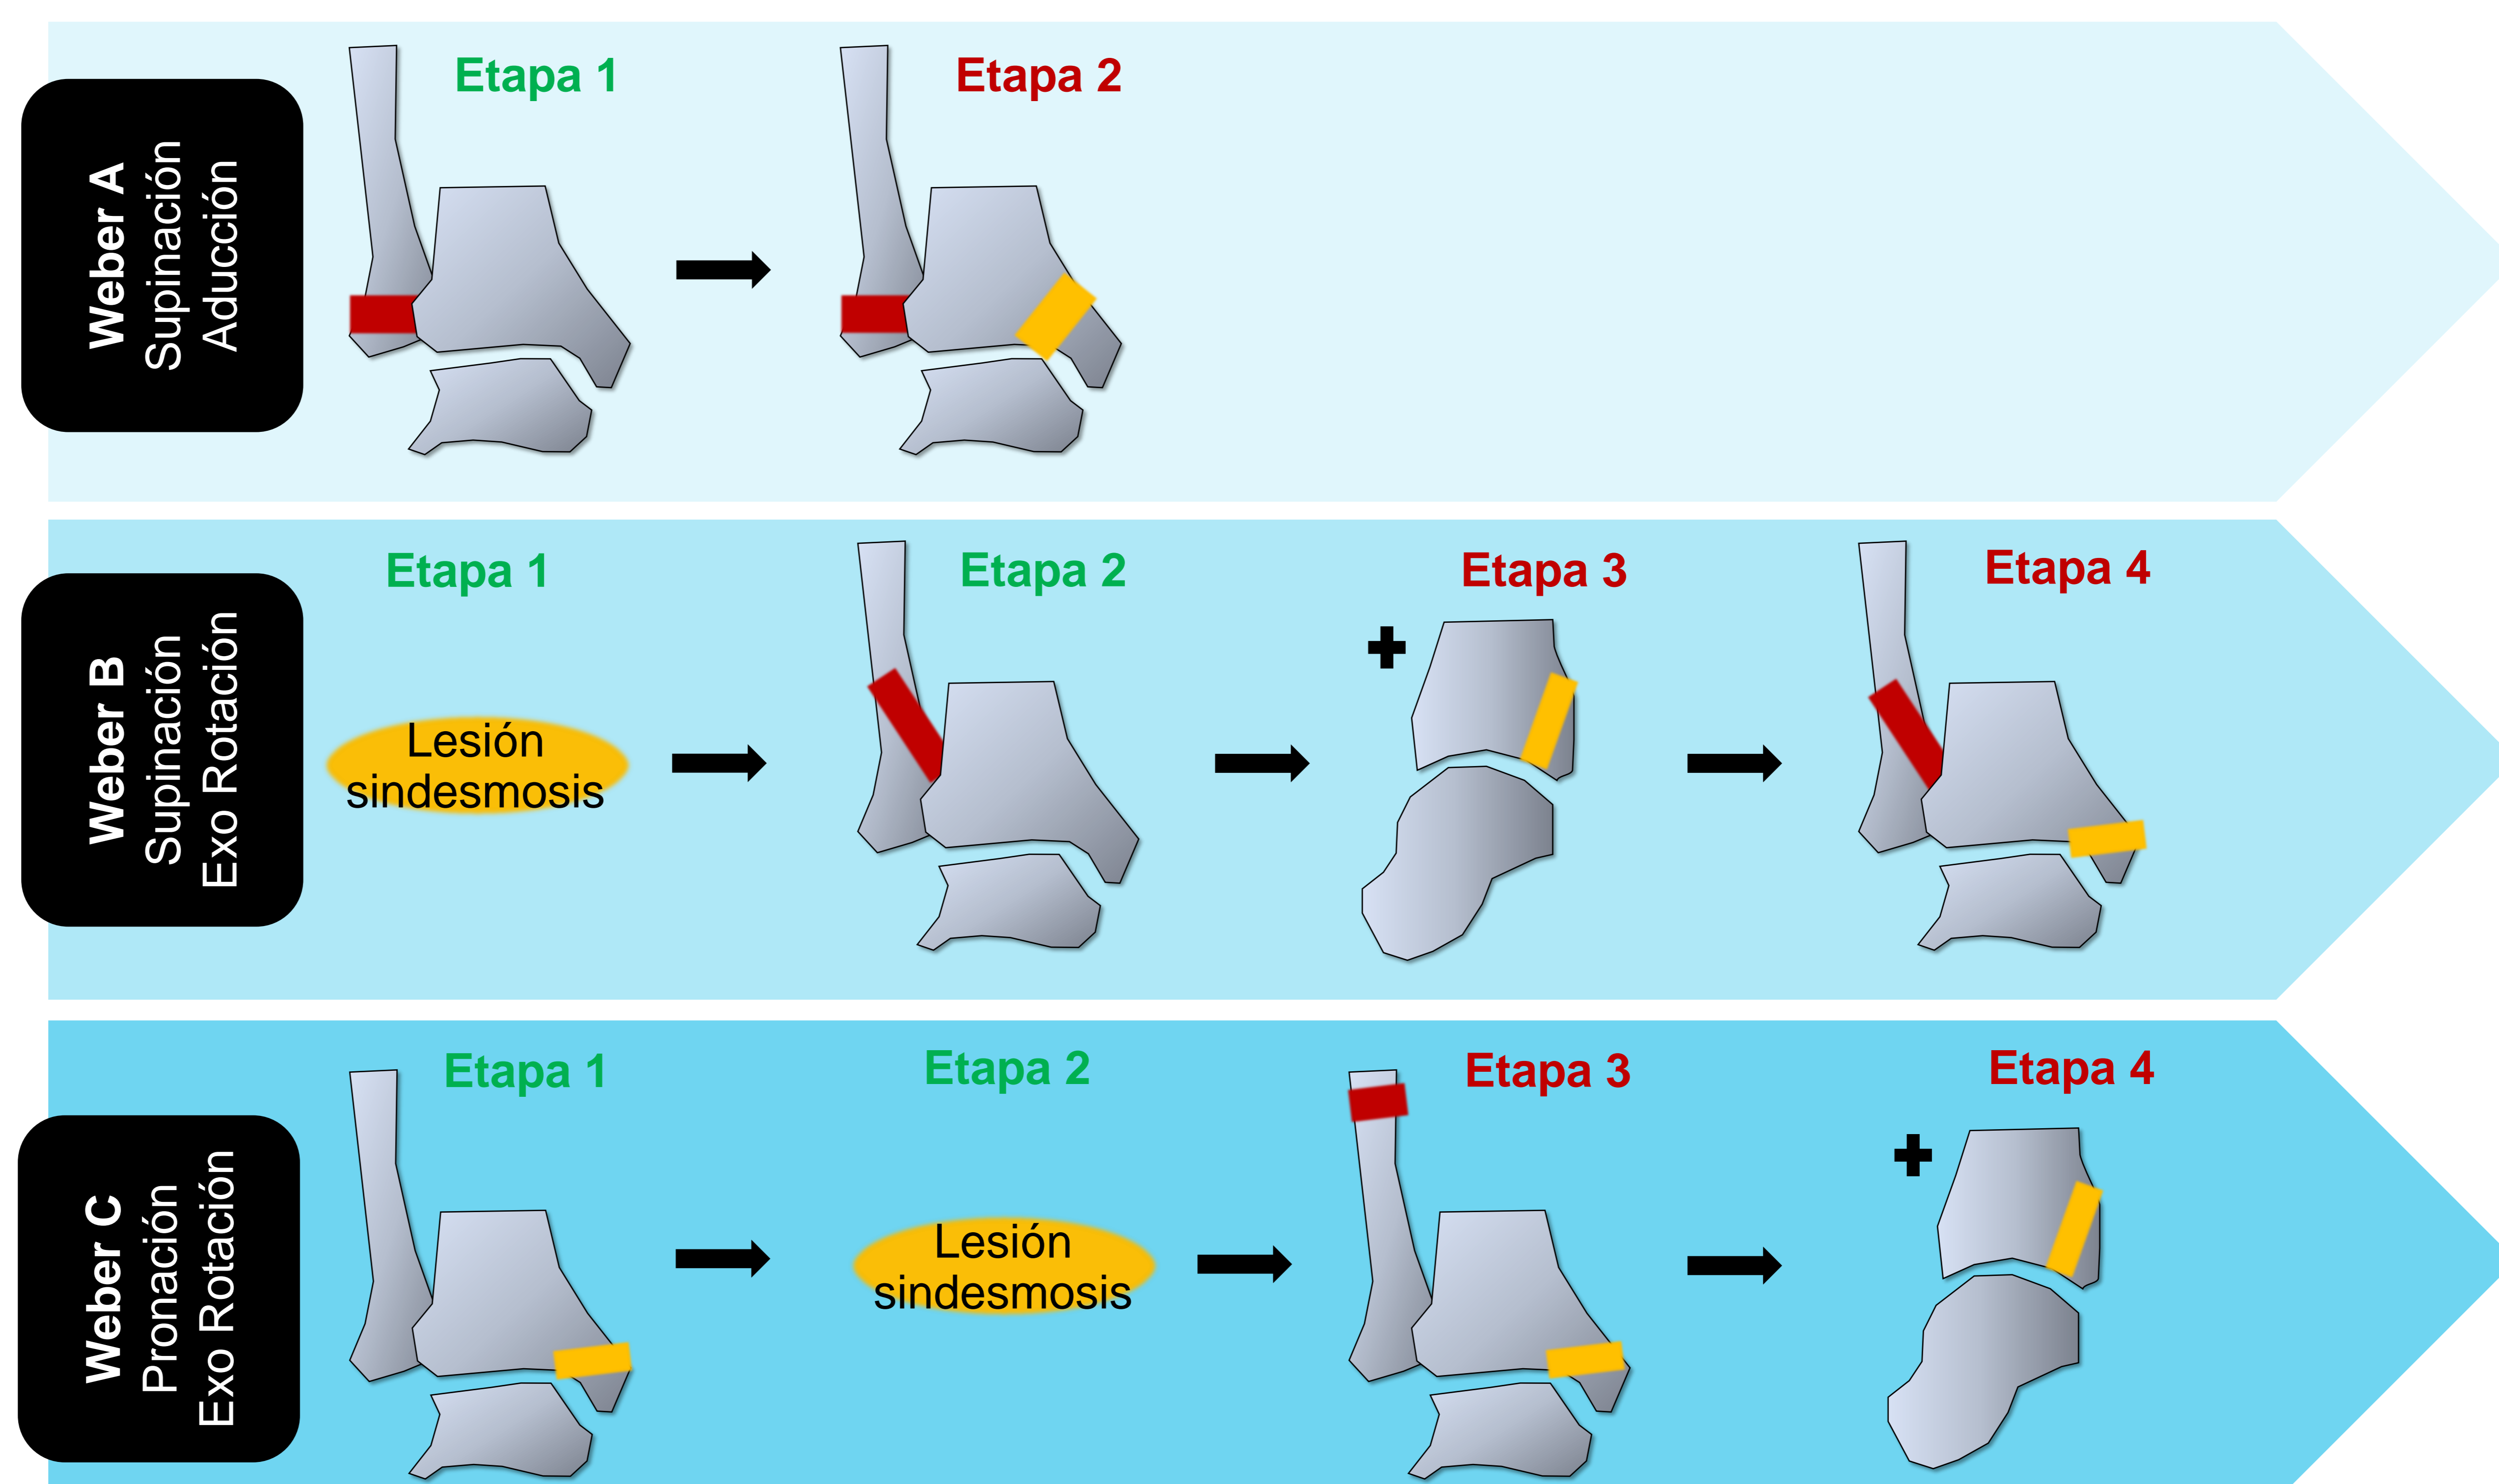 Weber A
Supinación
Aducción
Etapa 1
Etapa 2
Weber B
Supinación
Exo Rotación
Etapa 1
Lesión
sindesmosis
Etapa 2
Etapa 3
Etapa 4
Weber C
Pronación
Exo Rotación
Etapa 1
Etapa 2
Lesión
sindesmosis
Etapa 3
Etapa 4